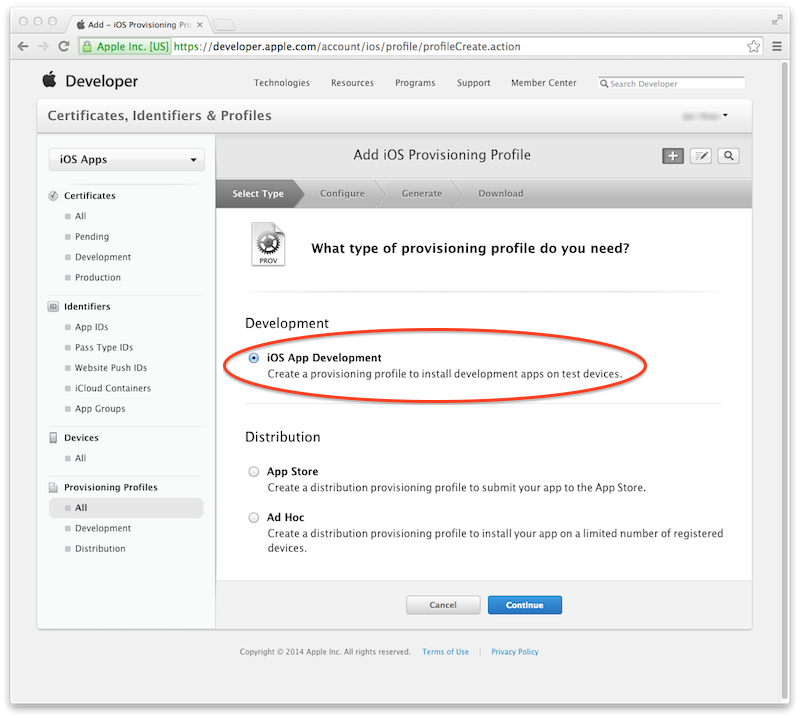 Add – iOS Provisioning Pro
Apple Inc. [US] https://developer.apple.com/account/ios/profile/profileCreate.action
Developer
Technologies Resources Programs Support Member Center Search Developer
Certificates, Identifiers & Profiles
iOS Apps
Certificates
All
Pending
Development
Production
ID Identifiers
App IDs
Pass Type IDs
Website Push IDs
iCloud Containers
App Groups
Devices
All
Provisioning Profiles
All
Development
Distribution
Add iOS Provisioning Profile
Select Type Configure Generate Download
PROV
What type of provisioning profile do you need?
Development
iOS App Development
Create a provisioning profile to install development apps on test devices.
Distribution
App Store
Create a distribution provisioning profile to submit your app to the App Store.
Ad Hoc
Create a distribution provisioning profile to install your app on a limited number of registered
devices.
Cancel Continue
Copyright © 2014 Apple Inc. All rights reserved. Terms of Use Privacy Policy